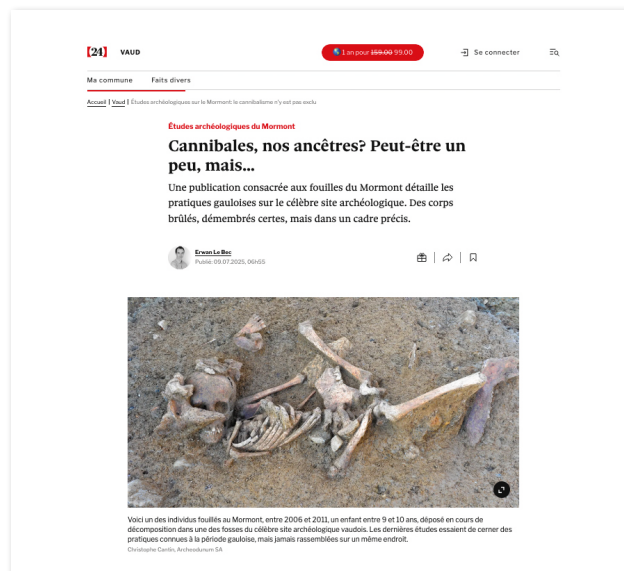 [24] VAUD 1 an pour 159.00 99.00 Se connecter
Ma commune Faits divers
Accueil | Vaud | Études archéologiques sur le Mormont: le cannibalisme n'y est pas exclu
Études archéologiques du Mormont
Cannibales, nos ancêtres? Peut-être un
peu, mais...
Une publication consacrée aux fouilles du Mormont détaille les
pratiques gauloises sur le célèbre site archéologique. Des corps
brûlés, démembrés certes, mais dans un cadre précis.
Erwan Le Bec
Publié: 09.07.2025, 06h55
Voici un des individus fouillés au Mormont, entre 2006 et 2011, un enfant entre 9 et 10 ans, déposé en cours de
décomposition dans une des fosses du célèbre site archéologique vaudois. Les dernières études essaient de cerner des
pratiques connues à la période gauloise, mais jamais rassemblées sur un même endroit.
Christophe Cantin, Archeodunum SA